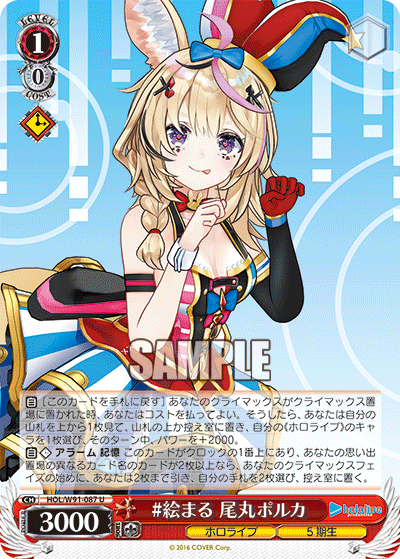 LEVEL
1
0
COST
SAMPLE
自[このカードを手札に戻す] あなたのクライマックスがクライマックス置
場に置かれた時、あなたはコストを払ってよい。そうしたら、あなたは自分の
山札を上から1枚見て、山札の上か控え室に置き、自分の《ホロライブ》のキャ
ラを1枚選び、そのターン中、パワーを+2000。
自 アラーム 記憶 このカードがクロックの1番上にあり、あなたの思い出
置場の異なるカード名のカードが2枚以上なら、あなたのクライマックスフェ
イズの始めに、あなたは2枚まで引き、自分の手札を2枚選び、控え室に置く。
CH HOL/W91-087 U
3000
#絵まる 尾丸ポルカ
hololive
ホロライブ
5期生
© 2016 COVER Corp.